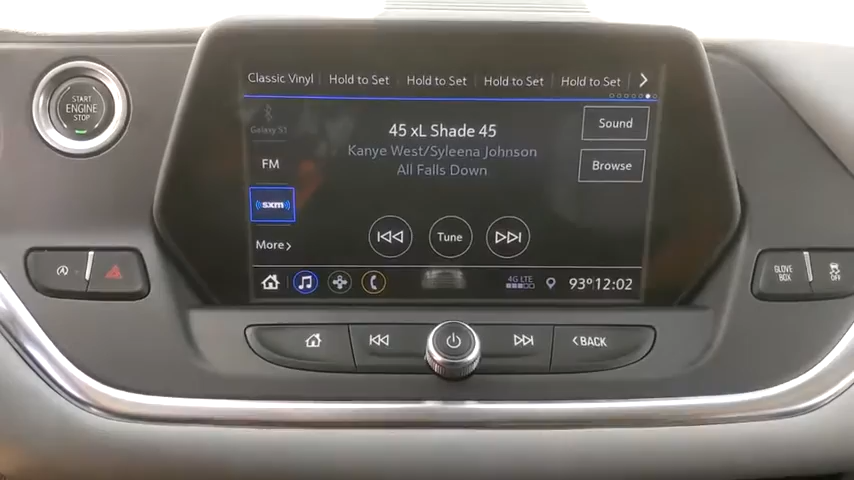 Classic Vinyl Hold to Set Hold to Set Hold to Set Hold to Set
START
ENGINE
STOP
45 xL Shade 45
Kanye West/Syleena Johnson
All Falls Down
Sound
Browse
FM
sxm
More
Tune
4G LTE
93° 12:02
GLOVE
BOX
OFF
BACK